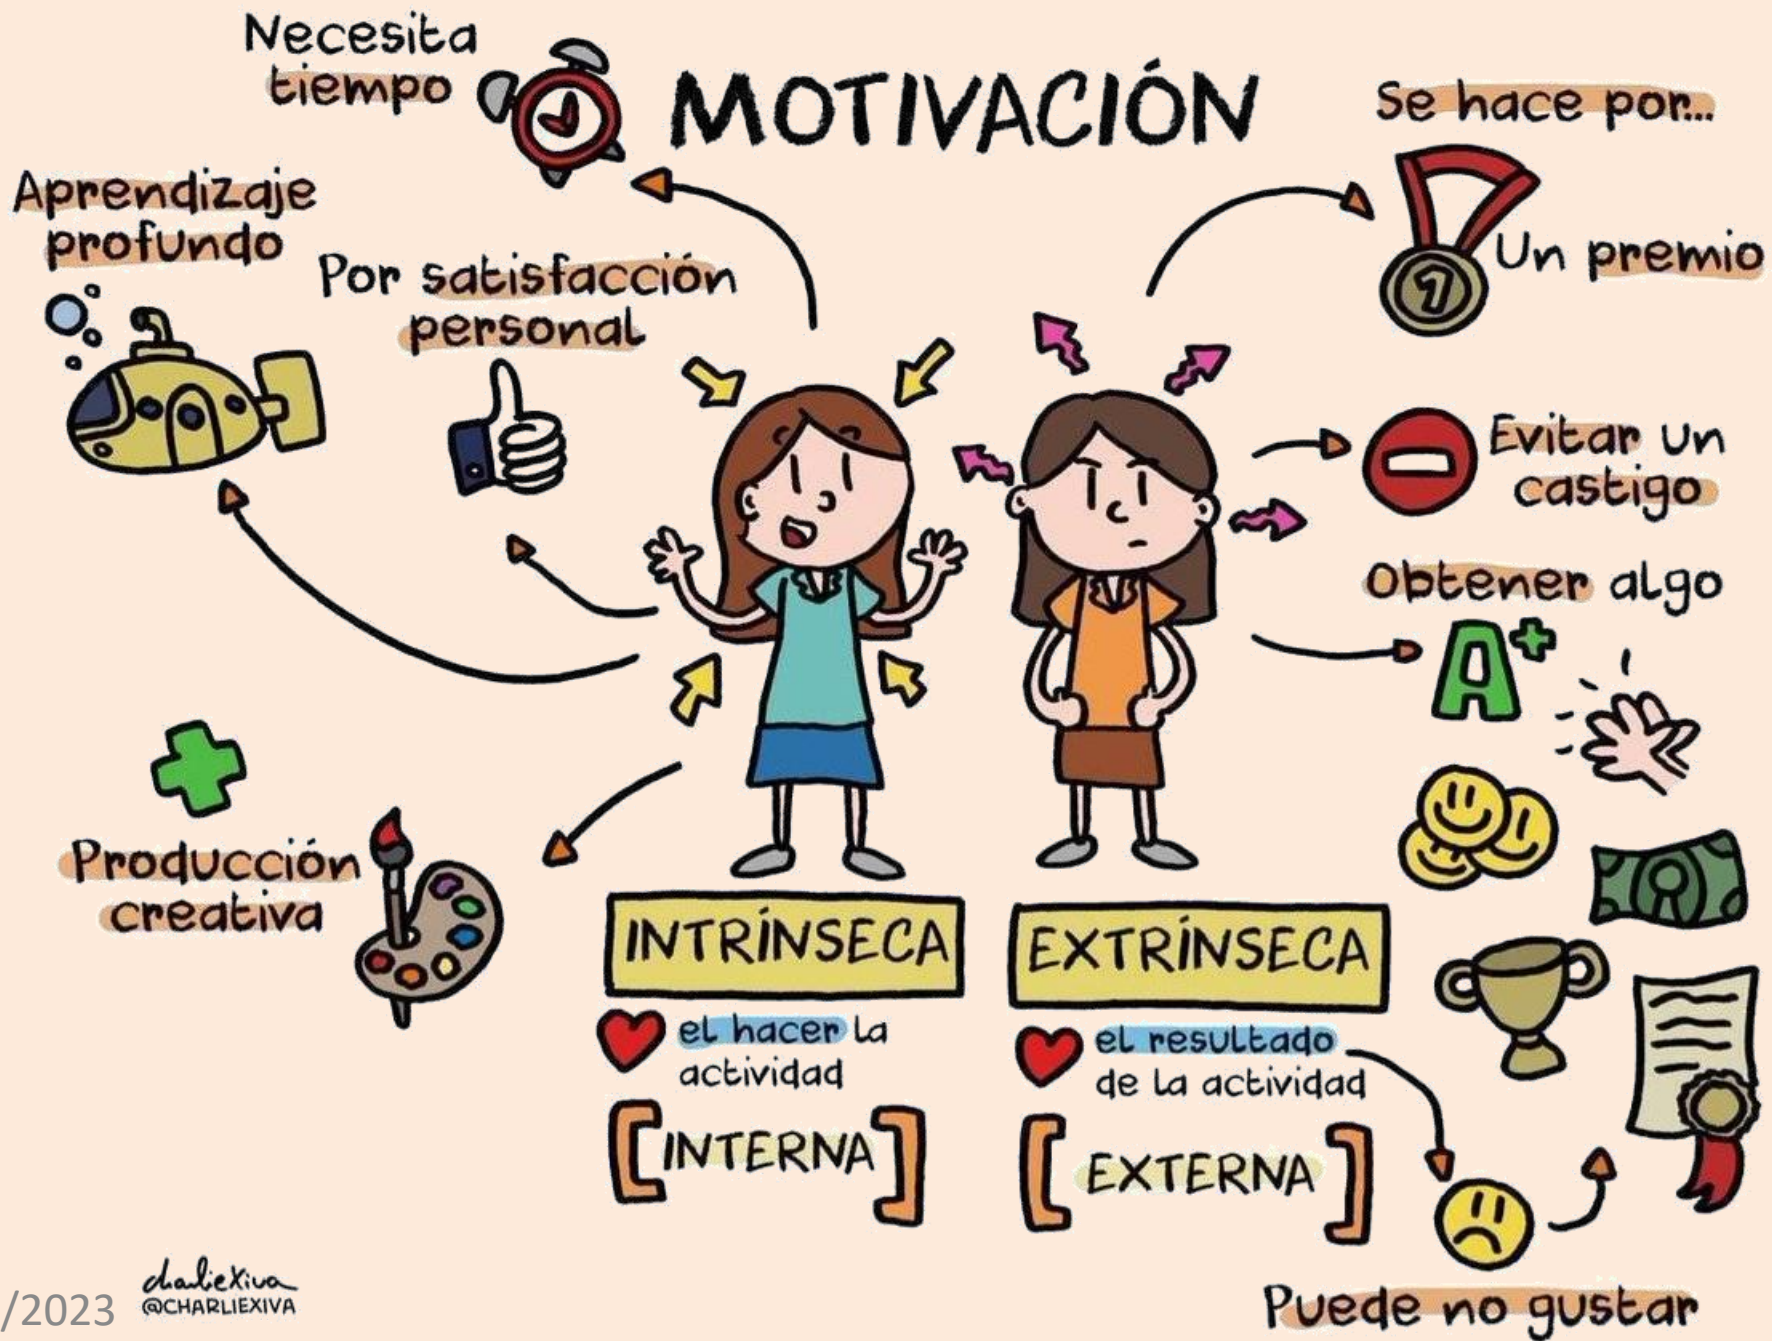 MOTIVACIÓN
Necesita
tiempo
Aprendizaje
profundo
Por satisfacción
personal
Producción
creativa
INTRÍNSECA
el hacer la
actividad
INTERNA
Se hace por...
1
Un premio
Evitar un
castigo
Obtener algo
A+
EXTRÍNSECA
el resultado
de la actividad
EXTERNA
Puede no gustar
charlieXiva
@CHARLIEXIVA
/2023